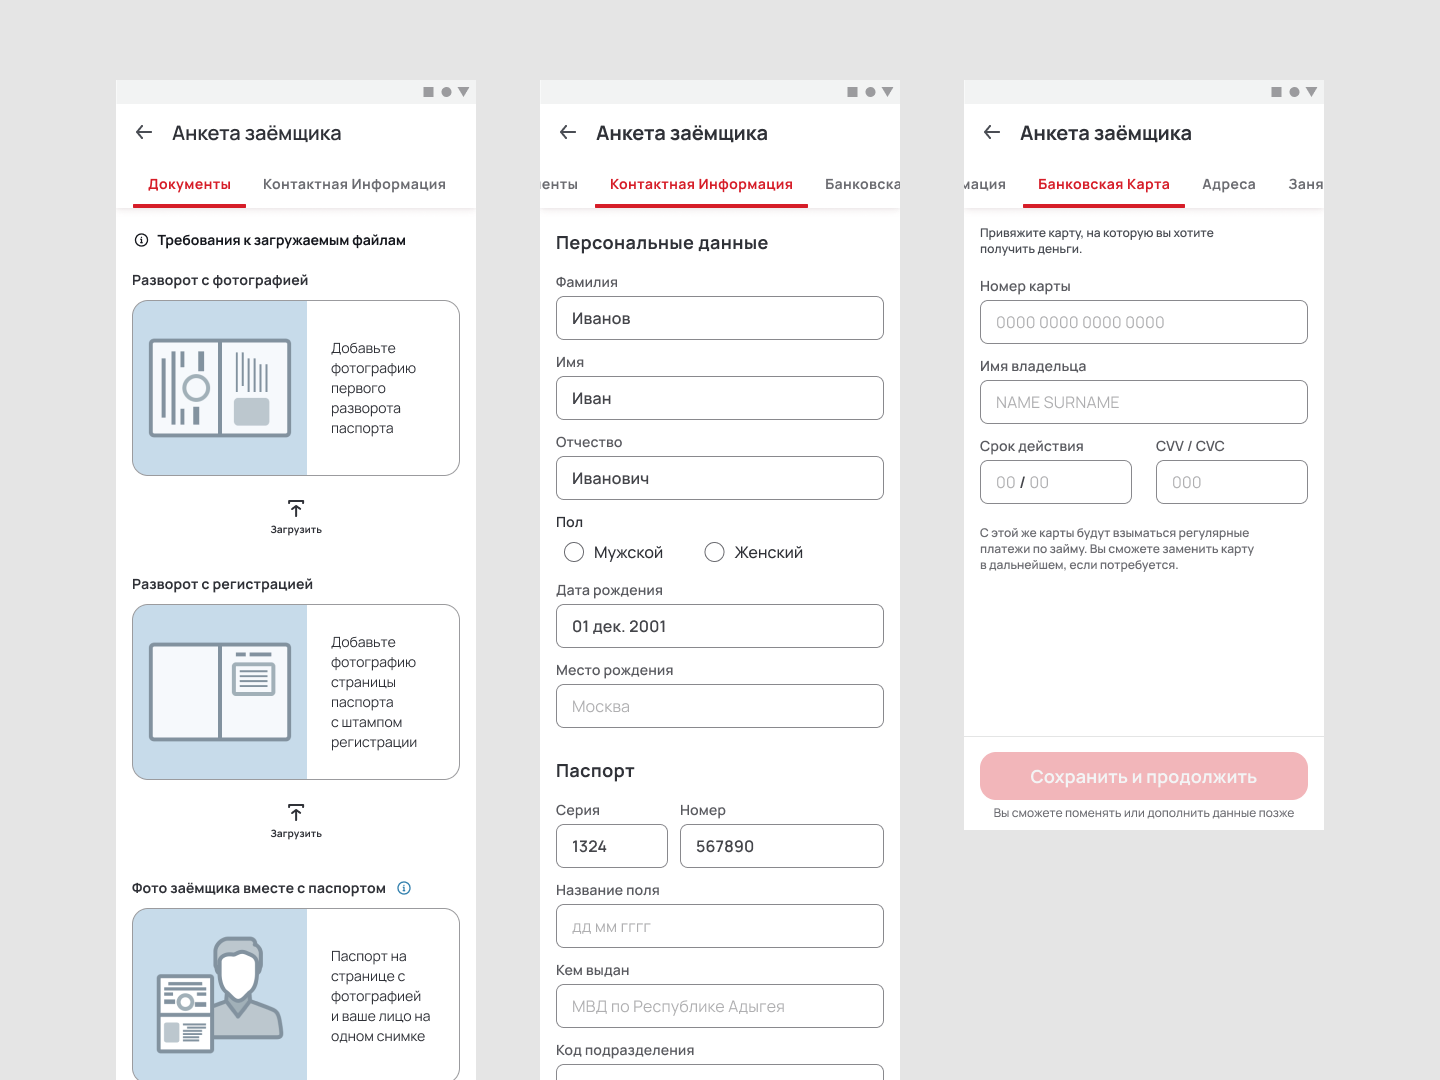 Анкета заёмщика
Документы
Контактная Информация
Требования к загружаемым файлам
Разворот с фотографией
Добавьте
фотографию
первого
разворота
паспорта
Загрузить
Разворот с регистрацией
Добавьте
фотографию
страницы
паспорта
с штампом
регистрации
Загрузить
Фото заёмщика вместе с паспортом
Паспорт на
странице с
фотографией
и ваше лицо на
одном снимке
Анкета заёмщика
енты
Контактная Информация
Банковска
Персональные данные
Фамилия
Иванов
Имя
Иван
Отчество
Иванович
Пол
Мужской
Женский
Дата рождения
01 дек. 2001
Место рождения
Москва
Паспорт
Серия
Номер
1324
567890
Название поля
дд мм гггг
Кем выдан
МВД по Республике Адыгея
Код подразделения
Анкета заёмщика
мация
Банковская Карта
Адреса
Заня
Привяжите карту, на которую вы хотите
получить деньги.
Номер карты
0000 0000 0000 0000
Имя владельца
NAME SURNAME
Срок действия
CVV / CVC
00 / 00
000
С этой же карты будут взыматься регулярные
платежи по займу. Вы сможете заменить карту
в дальнейшем, если потребуется.
Сохранить и продолжить
Вы сможете поменять или дополнить данные позже